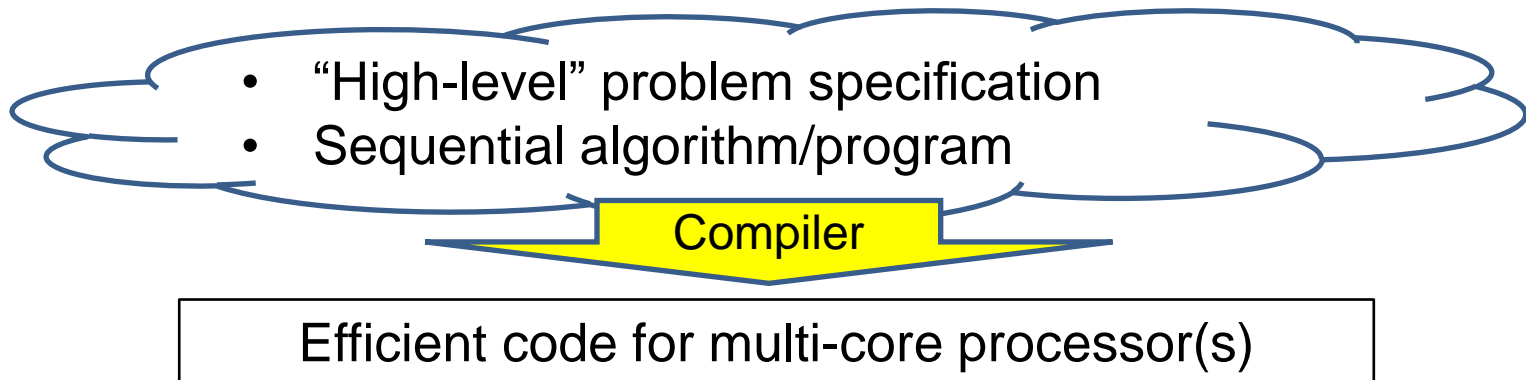 • “High-level” problem specification
• Sequential algorithm/program
Compiler
Efficient code for multi-core processor(s)